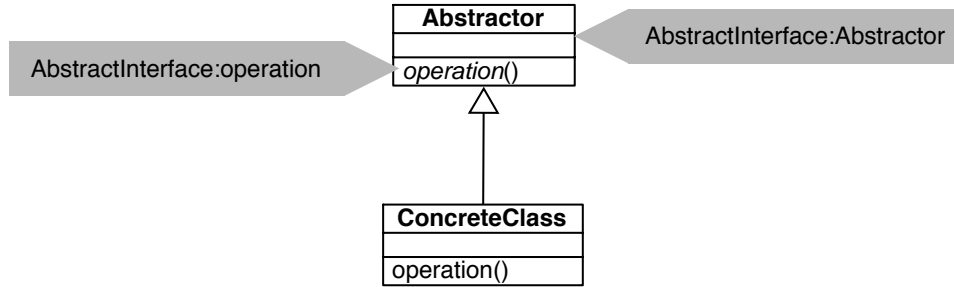 Abstractor
AbstractInterface:Abstractor
AbstractInterface:operation
operation()
ConcreteClass
operation()